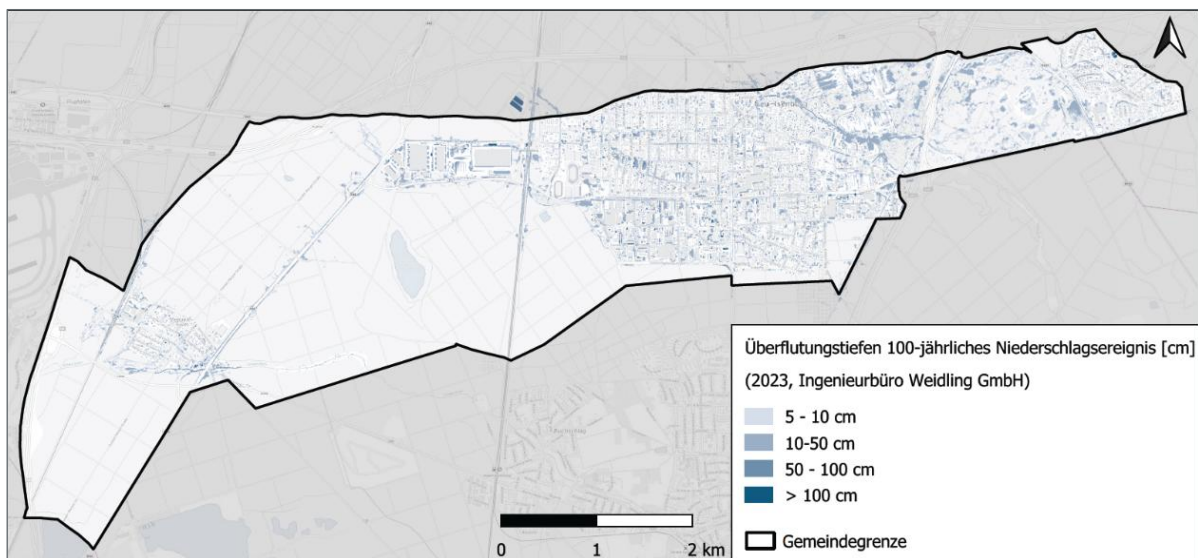 Überflutungstiefen 100-jährliches Niederschlagsereignis [cm]
(2023, Ingenieurbüro Weidling GmbH)
5 - 10 cm
10-50 cm
50 - 100 cm
> 100 cm
Gemeindegrenze
0 1 2 km